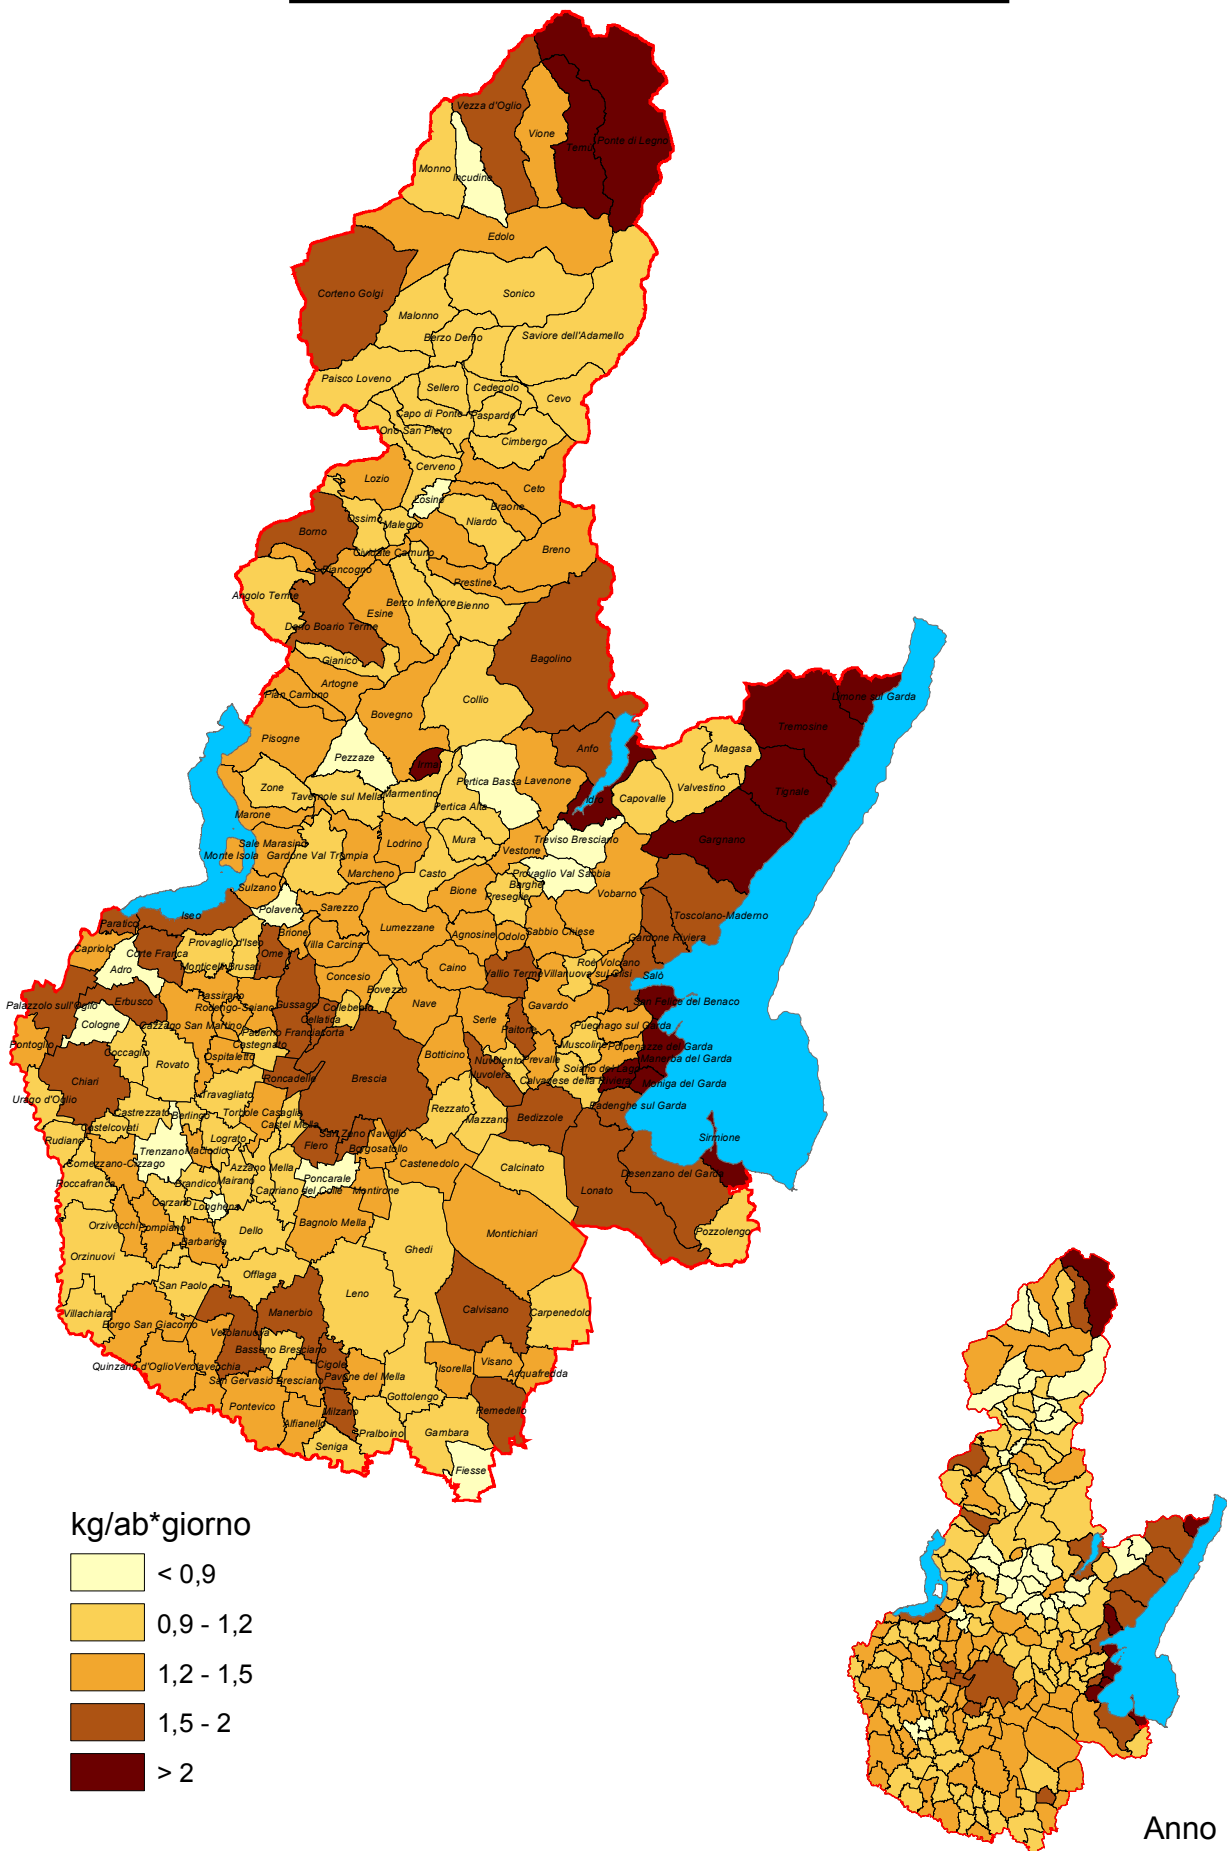 Vezza d'Oglio
Vione
Temù
Ponte di Legno
Monno
Incudine
Edolo
Corteno Golgi
Sonico
Malonno
Berzo Demo
Saviore dell'Adamello
Paisco Loveno
Sellero
Cedegolo
Cevo
Capo di Ponte
Paspardo
Ono San Pietro
Cimbergo
Cerveno
Lozio
Ceto
Losine
Braone
Ossimo
Malegno
Niardo
Borno
Breno
Cividate Camuno
Piancogno
Prestine
Angolo Terme
Esine
Berzo Inferiore
Bienno
Darfo Boario Terme
Gianico
Bagolino
Artogne
Pian Camuno
Collio
Limone sul Garda
Bovegno
Tremosine
Pisogne
Anfo
Magasa
Pezzaze
Irma
Zone
Pertica Bassa
Lavenone
Valvestino
Tignale
Tavernole sul Mella
Marmentino
Idro
Capovalle
Pertica Alta
Marone
Sale Marasino
Lodrino
Mura
Treviso Bresciano
Gargnano
Monte Isola
Gardone Val Trompia
Vestone
Marcheno
Casto
Provaglio Val Sabbia
Sulzano
Bione
Barghe
Preseglie
Vobarno
Polaveno
Sarezzo
Iseo
Toscolano-Maderno
Paratico
Lumezzane
Brione
Agnosine
Odolo
Sabbio Chiese
Gardone Riviera
Capriolo
Provaglio d'Iseo
Villa Carcina
Corte Franca
Ome
Adro
Monticelli Brusati
Caino
Roè Volciano
Concesio
Vallio Terme
Villanuova sul Clisi
Salò
Bovezzo
Palazzolo sull'Oglio
Erbusco
Passirano
Gussago
Nave
San Felice del Benaco
Rodengo-Saiano
Collebeato
Gavardo
Cellatica
Serle
Cologne
Cazzago San Martino
Paderno Franciacorta
Paitone
Puegnago sul Garda
Pontoglio
Castegnato
Muscoline
Polpenazze del Garda
Coccaglio
Ospitaletto
Botticino
Prevalle
Manerba del Garda
Rovato
Nuvolento
Soiano del Lago
Chiari
Roncadelle
Brescia
Nuvolera
Calvagese della Riviera
Moniga del Garda
Urago d'Oglio
Travagliato
Castrezzato
Berlingo
Torbole Casaglia
Rezzato
Padenghe sul Garda
Mazzano
Bedizzole
Castelcovati
Castel Mella
Rudiano
Lograto
San Zeno Naviglio
Sirmione
Trenzano
Maclodio
Flero
Borgosatollo
Comezzano-Cizzago
Azzano Mella
Castenedolo
Calcinato
Desenzano del Garda
Roccafranca
Brandico
Mairano
Poncarale
Capriano del Colle
Montirone
Lonato
Corzano
Longhena
Orzivecchi
Pompiano
Dello
Bagnolo Mella
Montichiari
Pozzolengo
Barbariga
Orzinuovi
Ghedi
Offlaga
San Paolo
Leno
Villachiara
Manerbio
Calvisano
Carpenedolo
Borgo San Giacomo
Verolanuova
Bassano Bresciano
Quinzano d'Oglio
Verolavecchia
Cigole
Isorella
Visano
San Gervasio Bresciano
Pavone del Mella
Acquafredda
Gottolengo
Pontevico
Milzano
Remedello
Alfianello
Pralboino
Gambara
Seniga
Fiesse
kg/ab*giorno
< 0,9
0,9 - 1,2
1,2 - 1,5
1,5 - 2
> 2
Anno